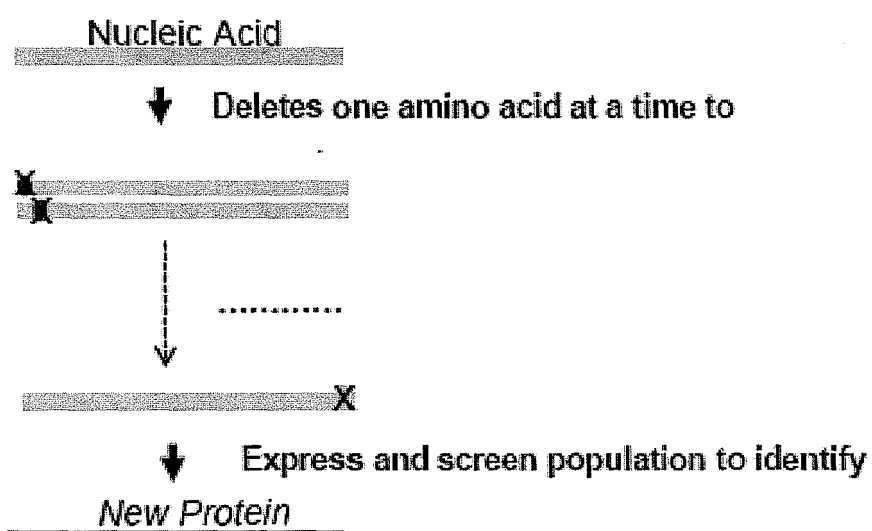 Nucleic Acid
Deletes one amino acid at a time to
X
X
X
Express and screen population to identify
New Protein